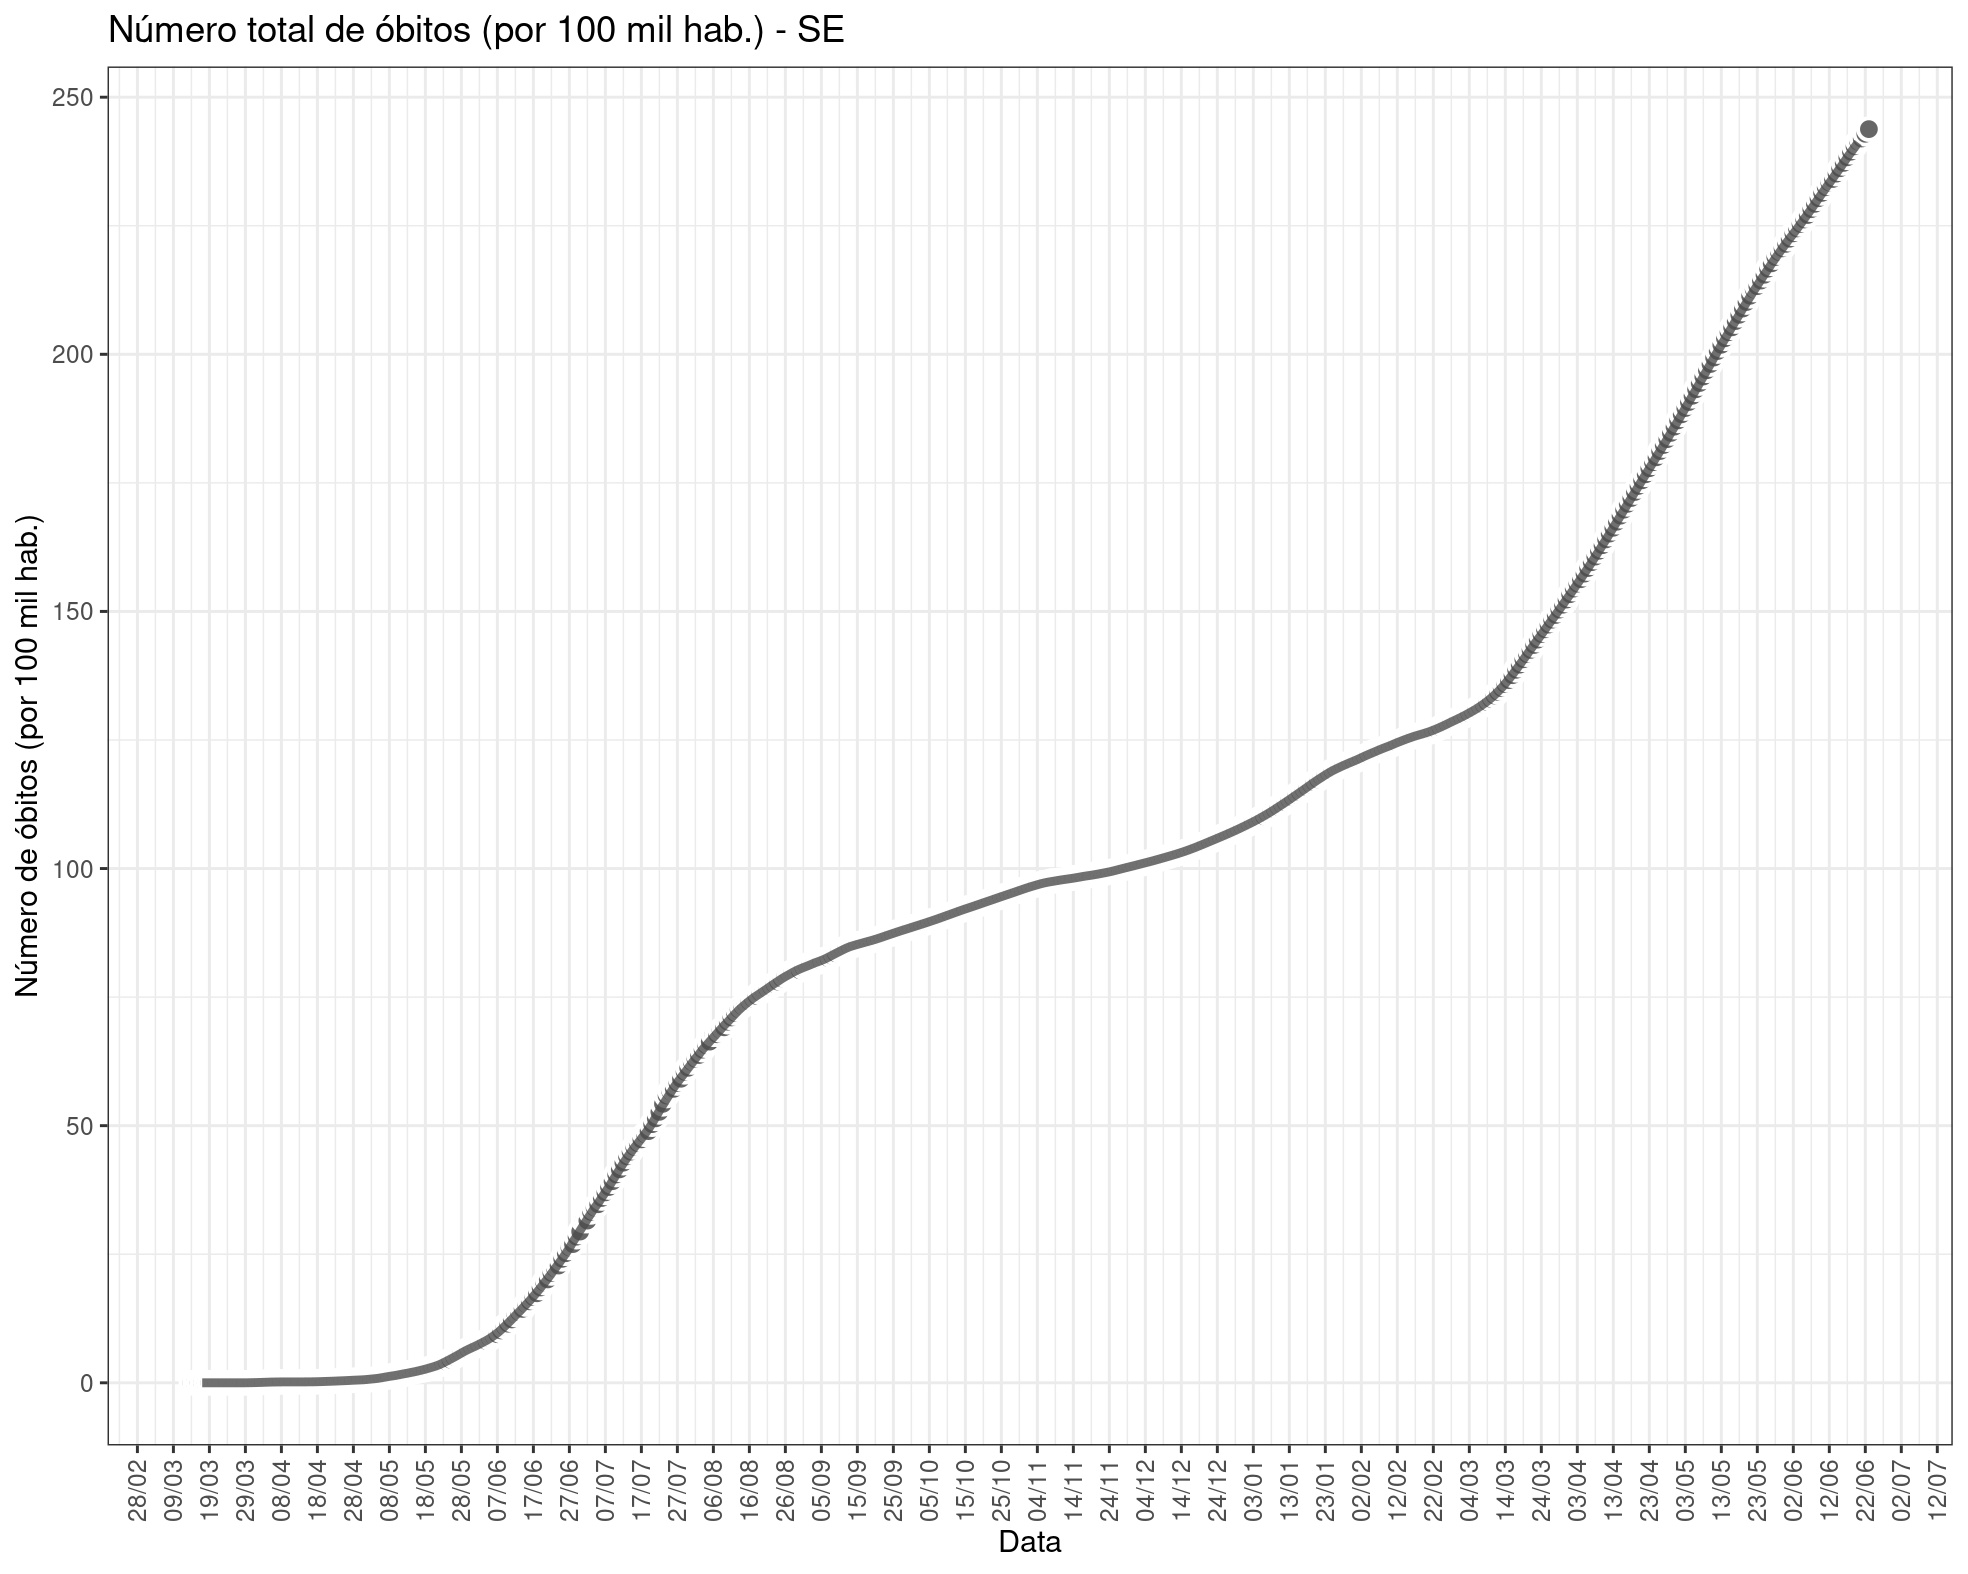 Número total de óbitos (por 100 mil hab.) - SE
Número de óbitos (por 100 mil hab.)
250
200
150
100
50
0
28/02 09/03 19/03 29/03 08/04 18/04 28/04 08/05 18/05 28/05 07/06 17/06 27/06 07/07 17/07 27/07 06/08 16/08 26/08 05/09 15/09 25/09 05/10 15/10 25/10 04/11 14/11 24/11 04/12 14/12 24/12 03/01 13/01 23/01 02/02 12/02 22/02 04/03 14/03 24/03 03/04 13/04 23/04 03/05 13/05 23/05 02/06 12/06 22/06 02/07 12/07
Data